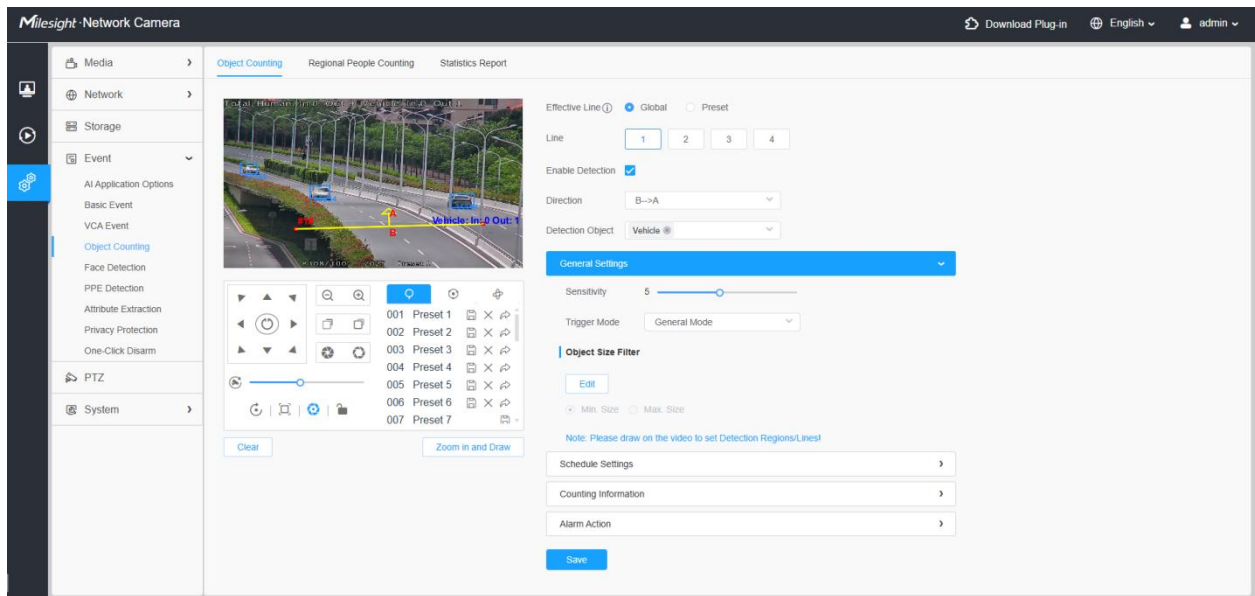 Milesight · Network Camera
Download Plug-in
English
admin
Media
Network
Storage
Event
AI Application Options
Basic Event
VCA Event
Object Counting
Face Detection
PPE Detection
Attribute Extraction
Privacy Protection
One-Click Disarm
PTZ
System
Object Counting
Regional People Counting
Statistics Report
Vehicle: In: 0 Out: 1
A
B
Clear
Zoom in and Draw
001 Preset 1
002 Preset 2
003 Preset 3
004 Preset 4
005 Preset 5
006 Preset 6
007 Preset 7
Effective Line Global Preset
Line 1 2 3 4
Enable Detection
Direction B-->A
Detection Object Vehicle
General Settings
Sensitivity 5
Trigger Mode General Mode
Object Size Filter
Edit
Min. Size Max. Size
Note: Please draw on the video to set Detection Regions/Lines!
Schedule Settings
Counting Information
Alarm Action
Save